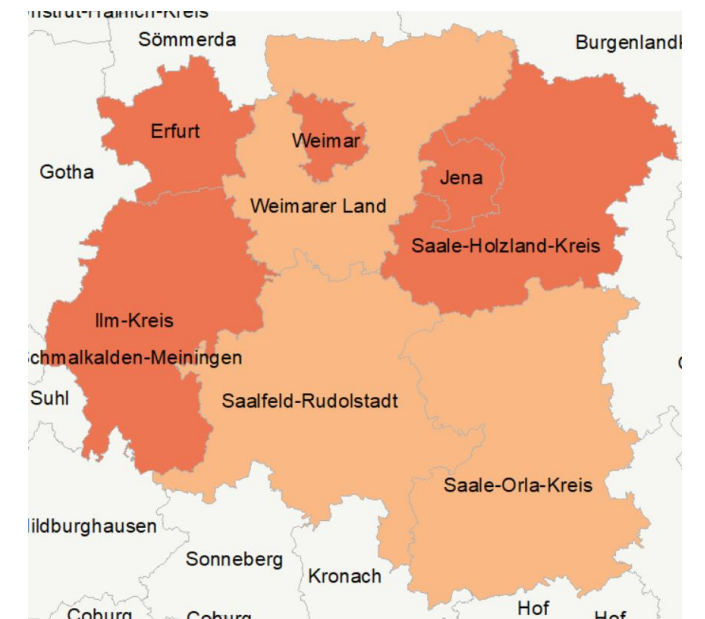 Sömmerda
Burgenland
Erfurt
Weimar
Gotha
Jena
Weimarer Land
Saale-Holzland-Kreis
Ilm-Kreis
chmalkalden-Meiningen
Suhl
Saalfeld-Rudolstadt
Saale-Orla-Kreis
ildburghausen
Sonneberg
Kronach
Hof
Hof
Coburg
Coburg